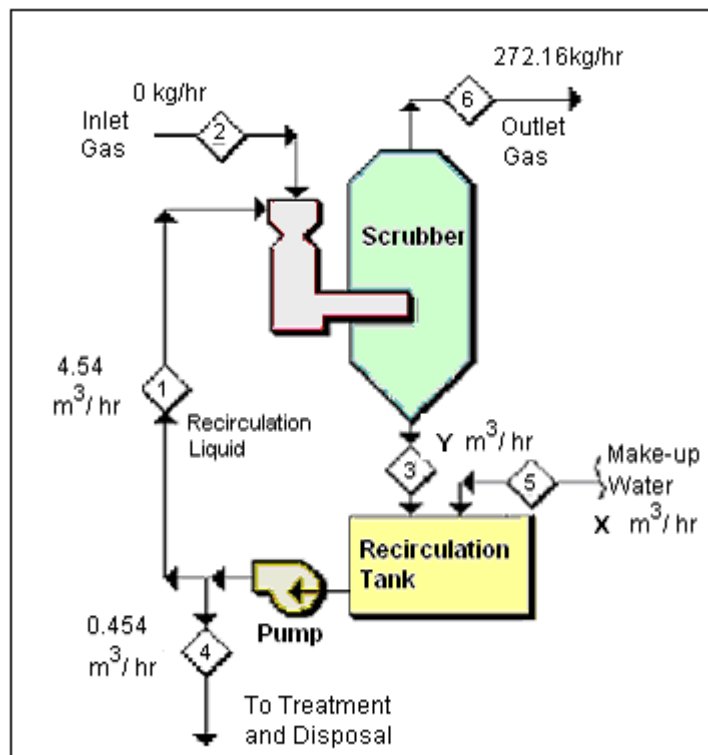 272.16kg/hr
0 kg/hr
6
Inlet
Gas
2
Outlet
Gas
Scrubber
4.54
m³/ hr
1
Recirculation
Liquid
Y m³/ hr
3
5
Make-up
Water
X m³/ hr
Recirculation
Tank
0.454
m³/ hr
4
Pump
To Treatment
and Disposal